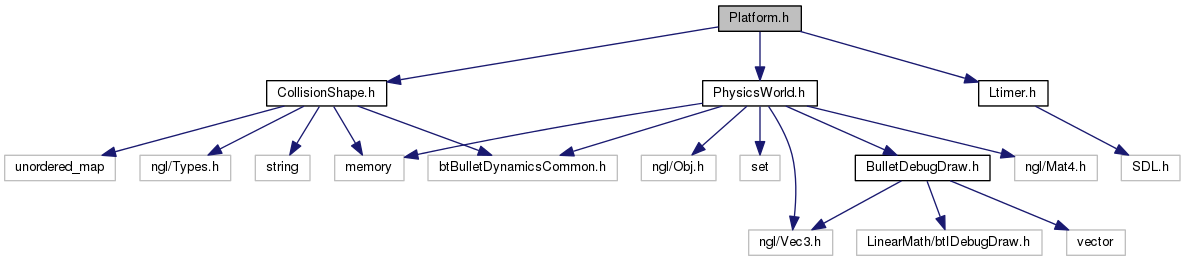 Platform.h
CollisionShape.h
PhysicsWorld.h
Ltimer.h
unordered_map
ngl/Types.h
string
memory
btBulletDynamicsCommon.h
ngl/Obj.h
set
BulletDebugDraw.h
ngl/Mat4.h
SDL.h
ngl/Vec3.h
LinearMath/btIDebugDraw.h
vector